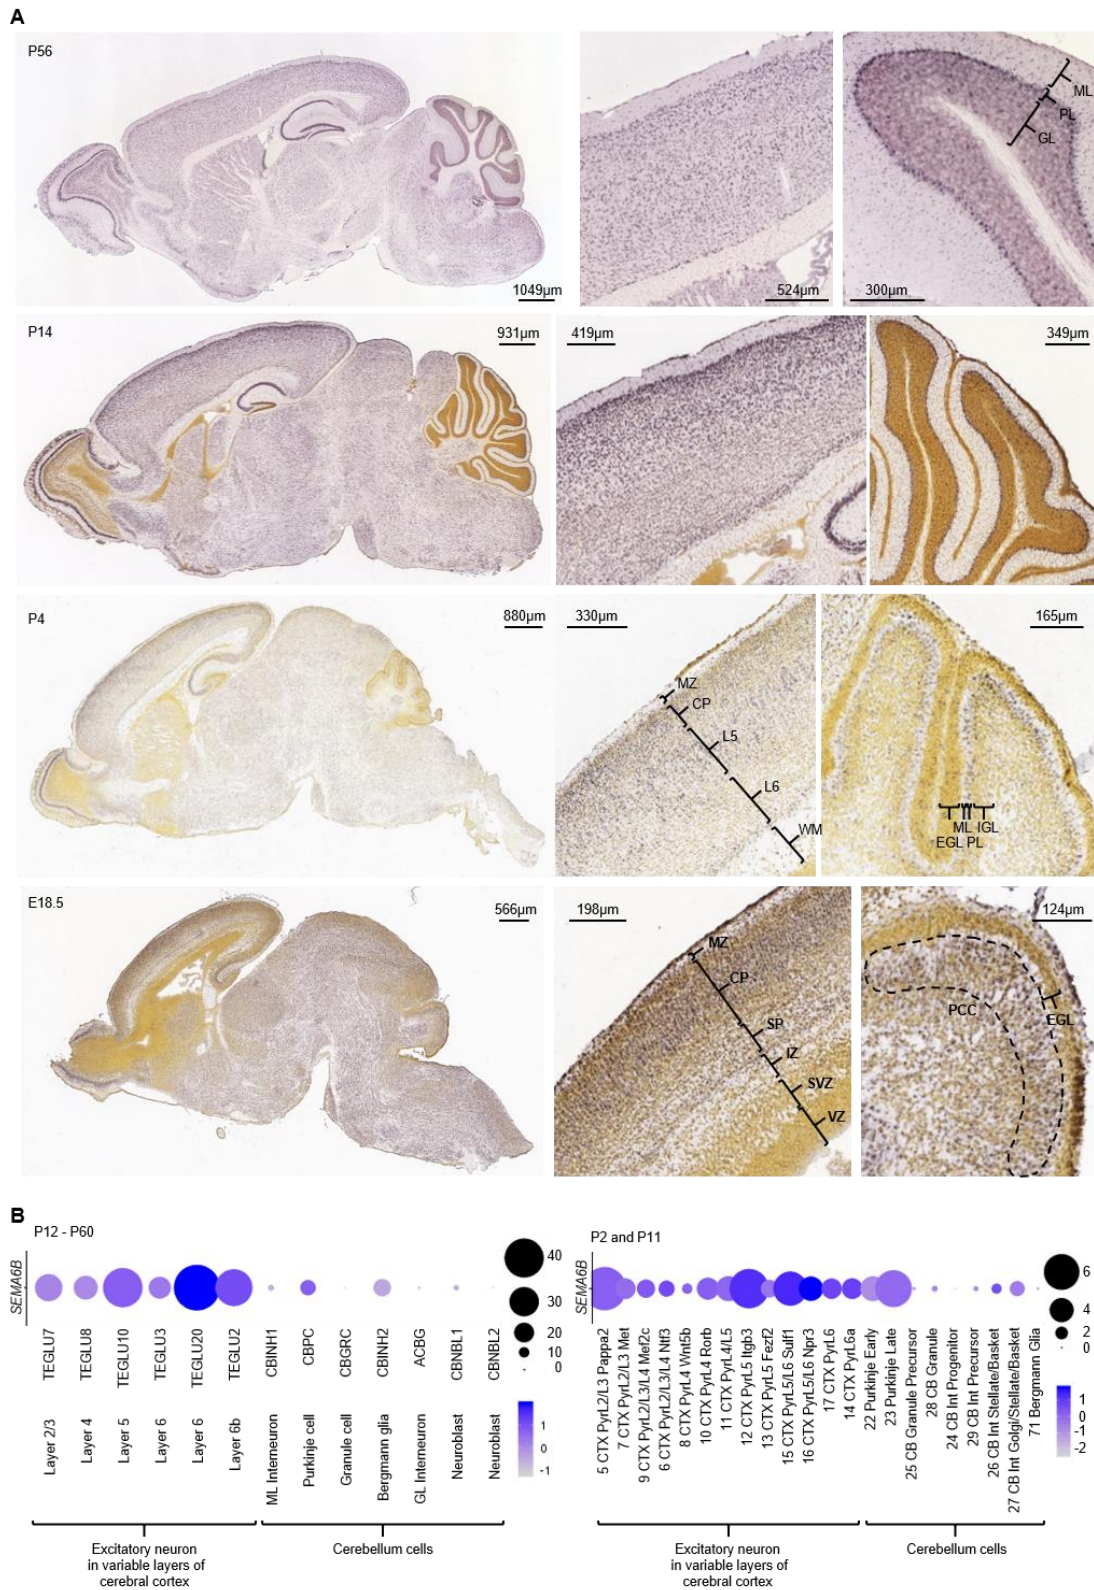 A
P56
1049µm
524µm
300µm
ML
PL
GL
P14
931µm
419µm
349µm
P4
880µm
330µm
165µm
MZ
CP
L5
L6
WM
ML IGL
EGL PL
E18.5
566µm
198µm
124µm
MZ
CP
SP
IZ
SVZ
VZ
PCC
EGL
B
P12 - P60
SEMA6B
TEGLU7
TEGLU8
TEGLU10
TEGLU3
TEGLU20
TEGLU2
CBINH1
CBPC
CBGRC
CBINH2
ACBG
CBNBL1
CBNBL2
Layer 2/3
Layer 4
Layer 5
Layer 6
Layer 6
Layer 6b
ML Interneuron
Purkinje cell
Granule cell
Bergmann glia
GL Interneuron
Neuroblast
Neuroblast
Excitatory neuron
in variable layers of
cerebral cortex
Cerebellum cells
40
30
20
10
0
1
0
-1
P2 and P11
SEMA6B
5 CTX PyrL2/L3 Pappa2
7 CTX PyrL2/L3 Met
9 CTX PyrL2/L3/L4 Mef2c
6 CTX PyrL2/L3/L4 Ntf3
8 CTX PyrL4 Wnt5b
10 CTX PyrL4 Rorb
11 CTX PyrL4/L5
12 CTX PyrL5 Itgb3
13 CTX PyrL5 Fezf2
15 CTX PyrL5/L6 Sulf1
16 CTX PyrL5/L6 Npr3
17 CTX PyrL6
14 CTX PyrL6a
22 Purkinje Early
23 Purkinje Late
25 CB Granule Precursor
28 CB Granule
24 CB Int Progenitor
29 CB Int Precursor
26 CB Int Stellate/Basket
27 CB Int Golgi/Stellate/Basket
71 Bergmann Glia
Excitatory neuron
in variable layers of
cerebral cortex
Cerebellum cells
6
4
2
0
1
0
-1
-2